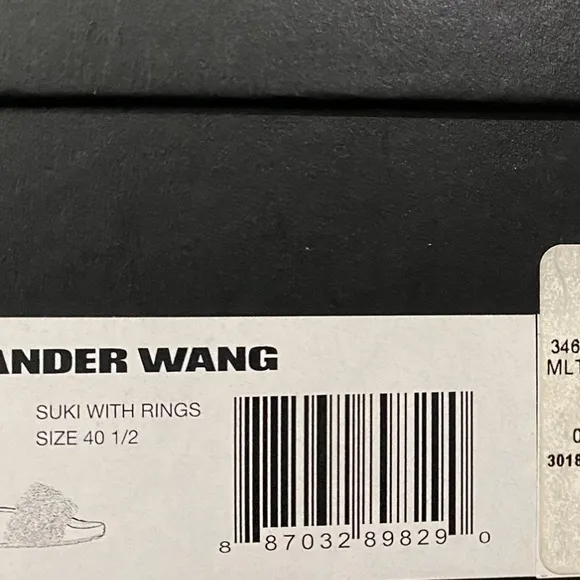 ANDER WANG
SUKI WITH RINGS
SIZE 40 1/2
8 87032 89829 0
346
MLT
0
3018